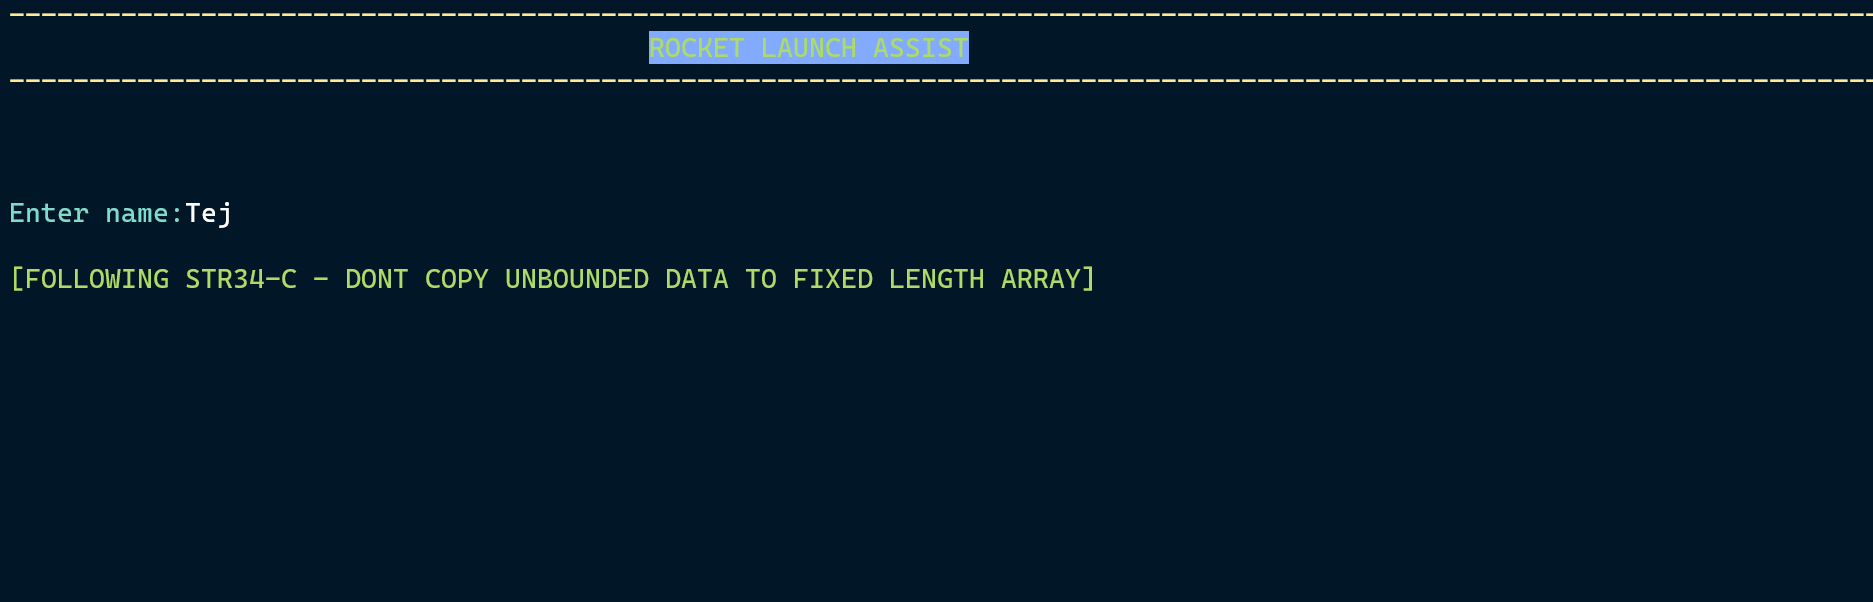 ------------------------------------------------------------------------------------------------------------------------
ROCKET LAUNCH ASSIST
------------------------------------------------------------------------------------------------------------------------
Enter name:Tej
[FOLLOWING STR34-C - DONT COPY UNBOUNDED DATA TO FIXED LENGTH ARRAY]